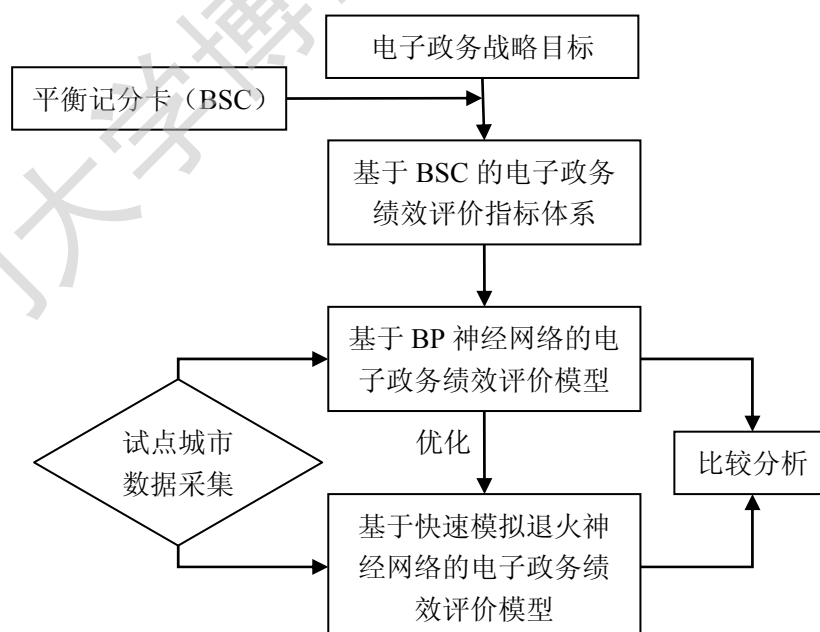 电子政务战略目标
平衡记分卡（BSC）
基于 BSC 的电子政务
绩效评价指标体系
基于 BP 神经网络的电
子政务绩效评价模型
试点城市
数据采集
优化
比较分析
基于快速模拟退火神
经网络的电子政务绩
效评价模型
大学博